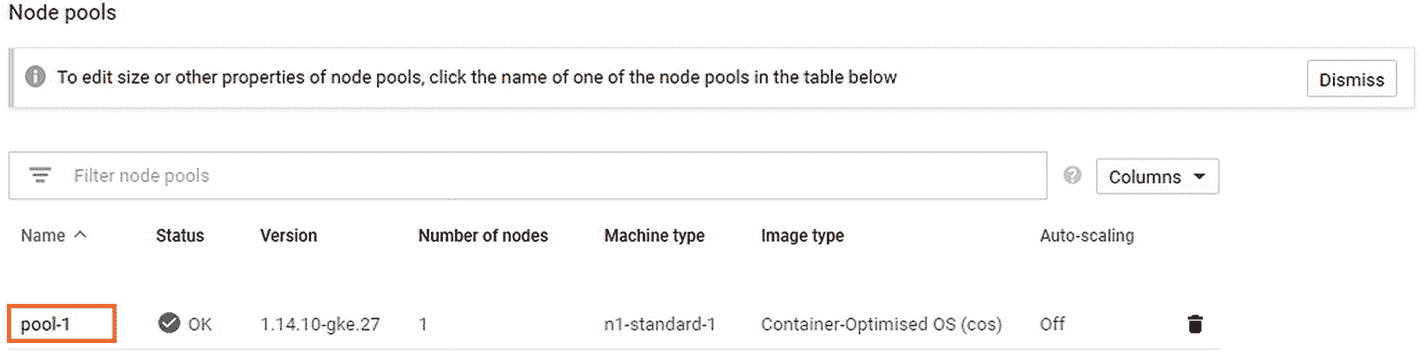 Node pools
To edit size or other properties of node pools, click the name of one of the node pools in the table below
Dismiss
Filter node pools
Columns
Name Status Version Number of nodes Machine type Image type Auto-scaling
pool-1 OK 1.14.10-gke.27 1 n1-standard-1 Container-Optimised OS (cos) Off